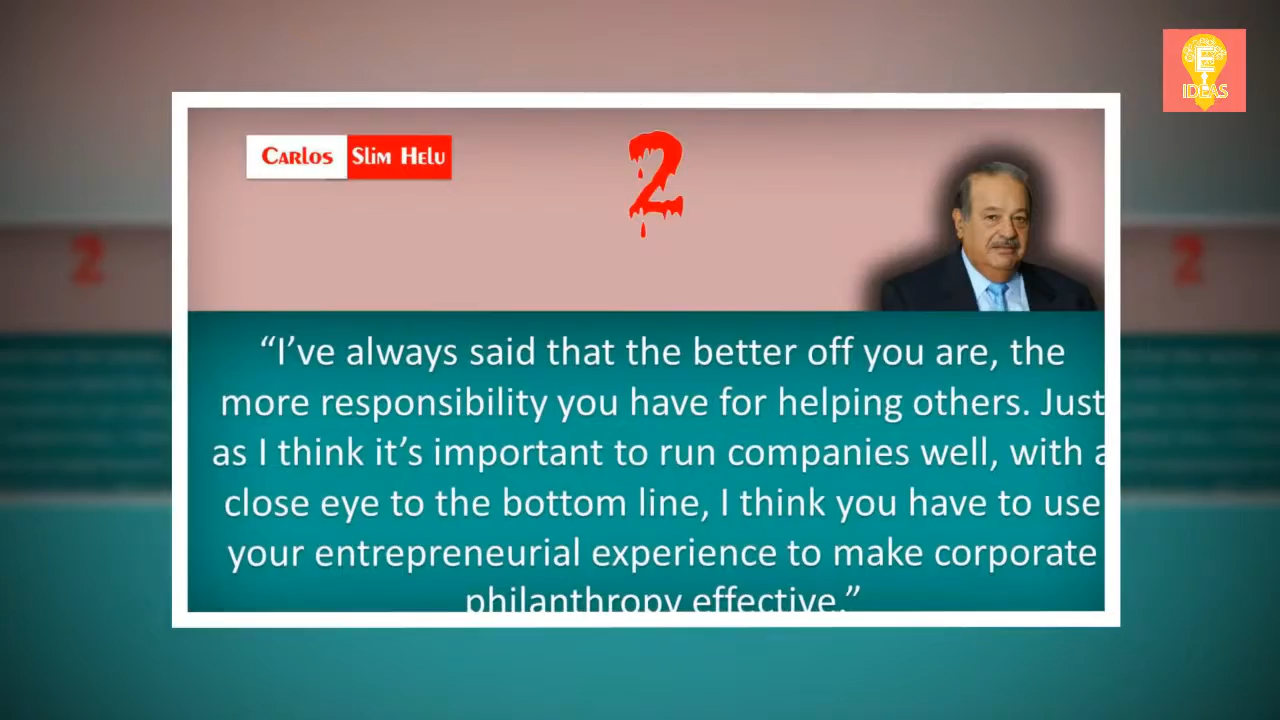 E
IDEAS
Carlos Slim Helu
2
2
2
“I’ve always said that the better off you are, the
more responsibility you have for helping others. Just
as I think it’s important to run companies well, with a
close eye to the bottom line, I think you have to use
your entrepreneurial experience to make corporate
philanthropy effective.”